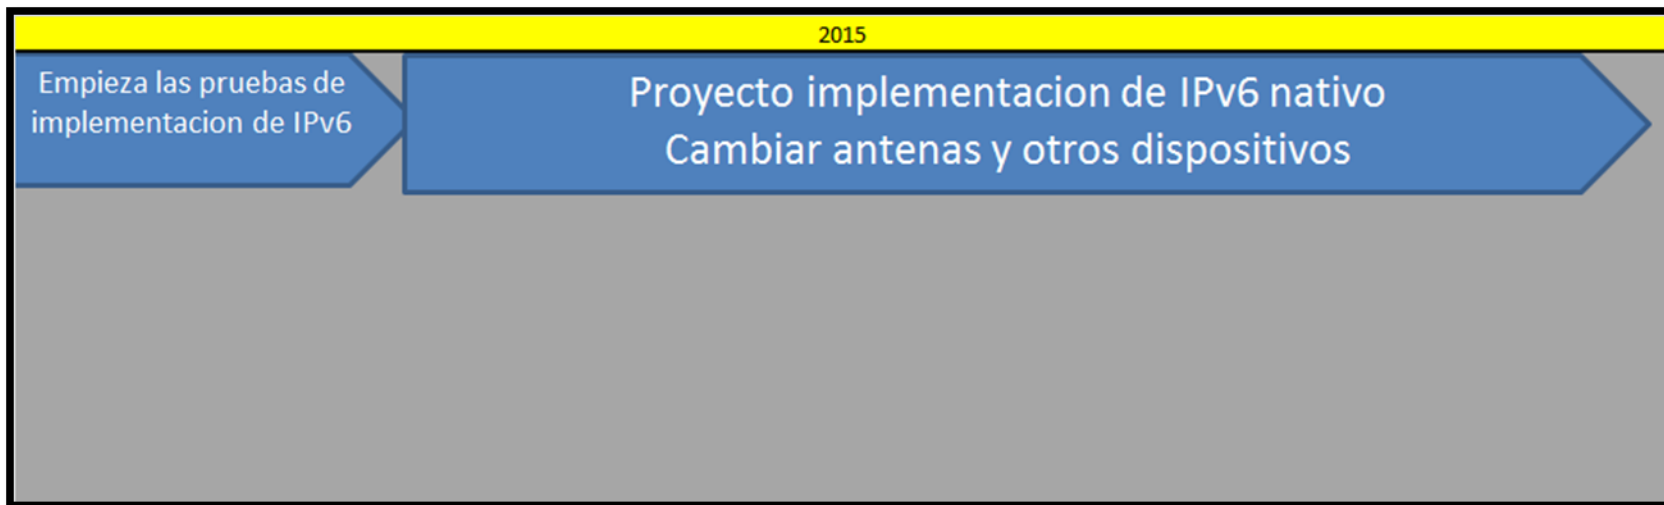 2015
Empieza las pruebas de
implementacion de IPv6
Proyecto implementacion de IPv6 nativo
Cambiar antenas y otros dispositivos